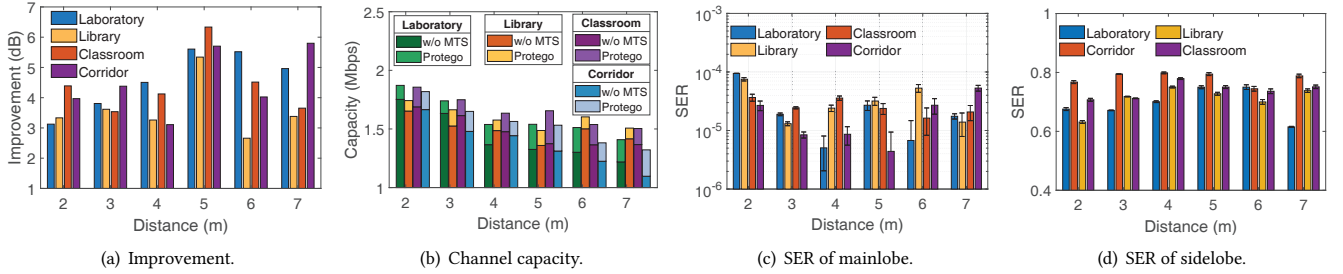 Improvement (dB)
7
6
5
4
3
2
1
Laboratory
Library
Classroom
Corridor
2 3 4 5 6 7
Distance (m)
(a) Improvement.
Capacity (Mbps)
2.5
2
1.5
1
Laboratory
w/o MTS
Protego
Library
w/o MTS
Protego
Classroom
w/o MTS
Protego
Corridor
w/o MTS
Protego
2 3 4 5 6 7
Distance (m)
(b) Channel capacity.
SER
10-3
10-4
10-5
10-6
Laboratory
Library
Classroom
Corridor
2 3 4 5 6 7
Distance (m)
(c) SER of mainlobe.
SER
1
0.8
0.6
0.4
Laboratory
Corridor
Library
Classroom
2 3 4 5 6 7
Distance (m)
(d) SER of sidelobe.